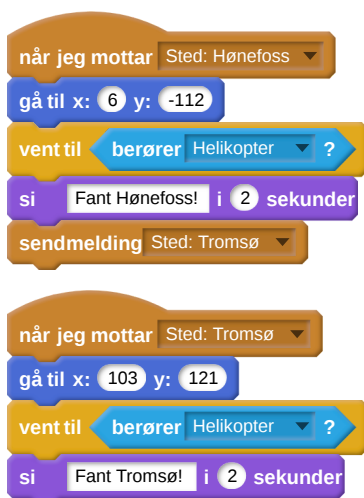 når jeg mottar Sted: Hønefoss
gå til x: 6 y: -112
vent til berører Helikopter ?
si Fant Hønefoss! i 2 sekunder
sendmelding Sted: Tromsø
når jeg mottar Sted: Tromsø
gå til x: 103 y: 121
vent til berører Helikopter ?
si Fant Tromsø! i 2 sekunder